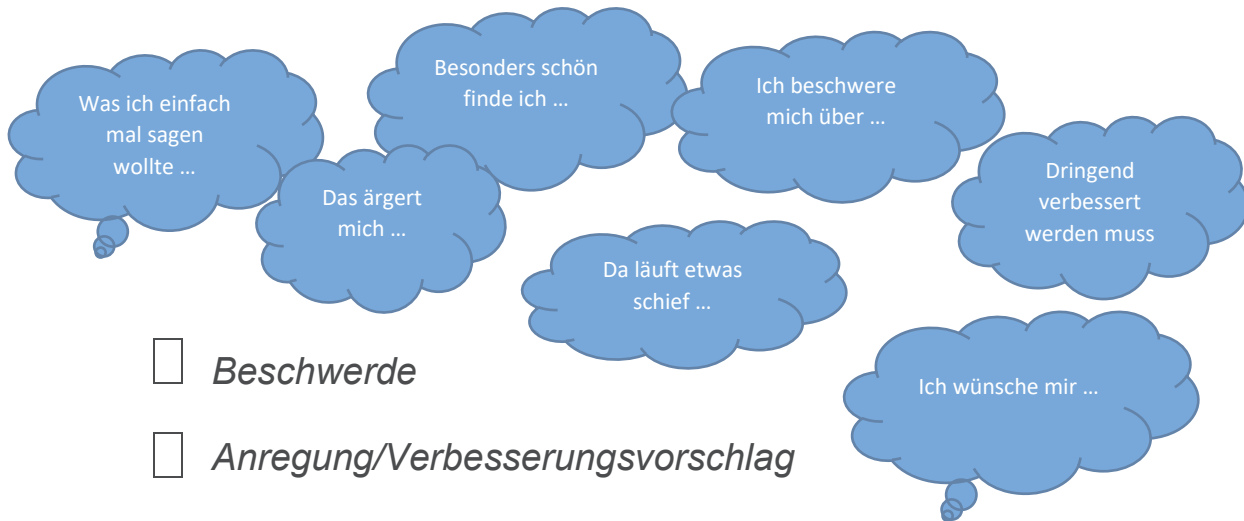 Was ich einfach
mal sagen
wollte ...
Besonders schön
finde ich ...
Ich beschwere
mich über ...
Das ärgert
mich ...
Dringend
verbessert
werden muss
Da läuft etwas
schief ...
Ich wünsche mir ...
Beschwerde
Anregung/Verbesserungsvorschlag